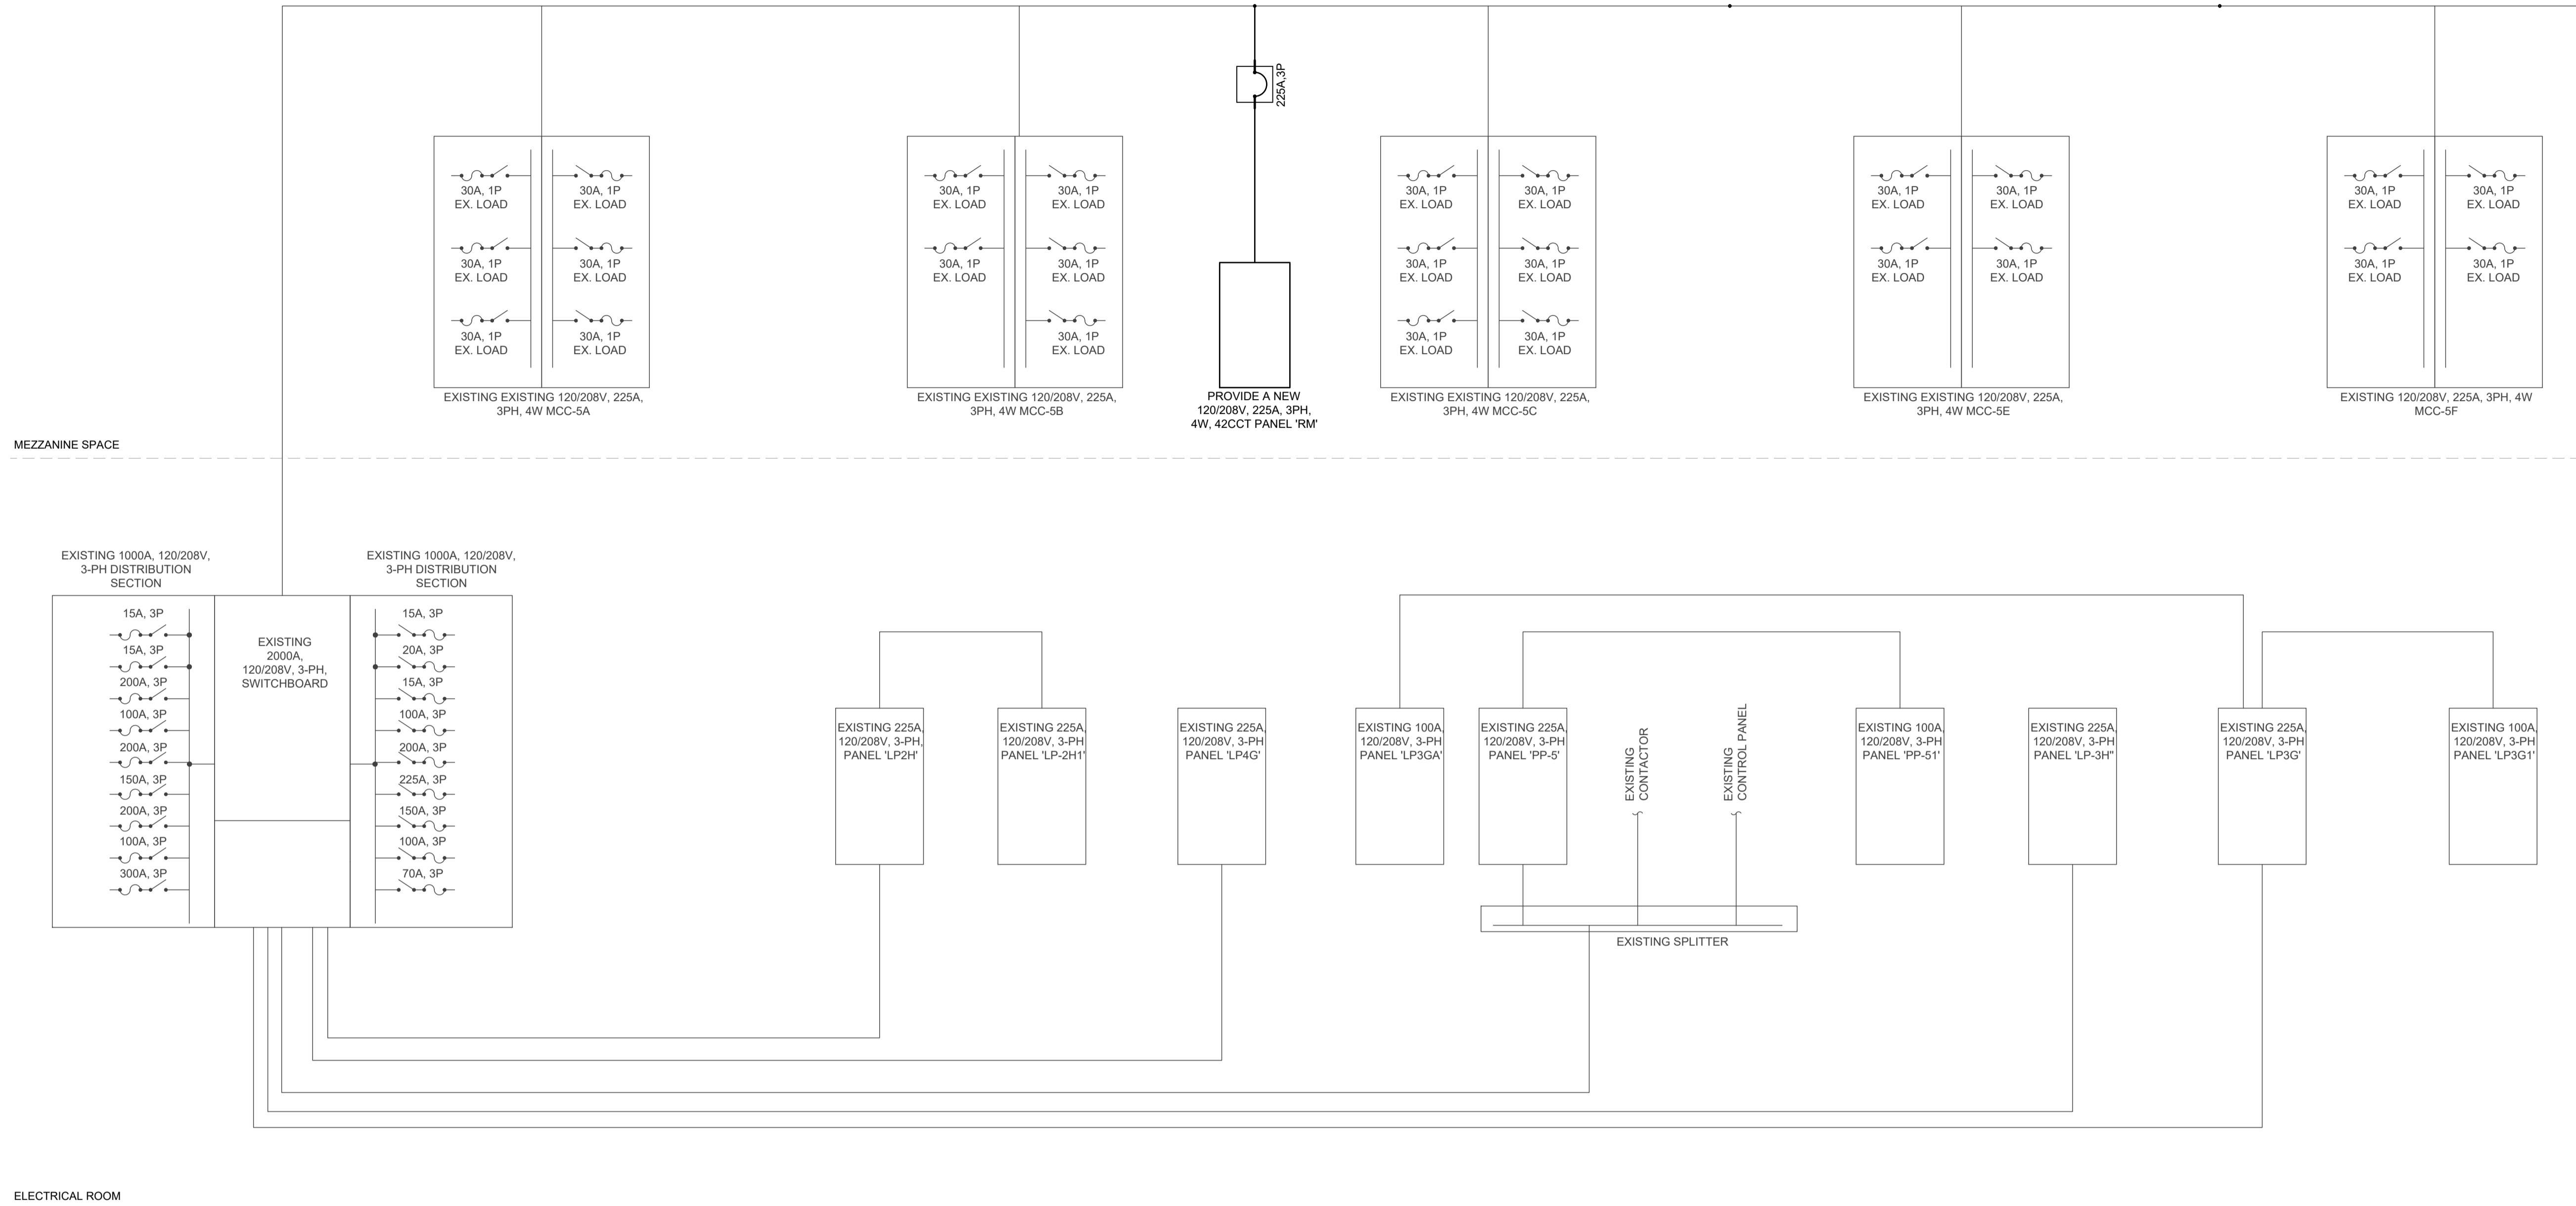 225A,3P
30A, 1P
EX. LOAD
30A, 1P
EX. LOAD
30A, 1P
EX. LOAD
30A, 1P
EX. LOAD
30A, 1P
EX. LOAD
30A, 1P
EX. LOAD
EXISTING EXISTING 120/208V, 225A,
3PH, 4W MCC-5A
30A, 1P
EX. LOAD
30A, 1P
EX. LOAD
30A, 1P
EX. LOAD
30A, 1P
EX. LOAD
30A, 1P
EX. LOAD
EXISTING EXISTING 120/208V, 225A,
3PH, 4W MCC-5B
PROVIDE A NEW
120/208V, 225A, 3PH,
4W, 42CCT PANEL 'RM'
30A, 1P
EX. LOAD
30A, 1P
EX. LOAD
30A, 1P
EX. LOAD
30A, 1P
EX. LOAD
30A, 1P
EX. LOAD
30A, 1P
EX. LOAD
EXISTING EXISTING 120/208V, 225A,
3PH, 4W MCC-5C
30A, 1P
EX. LOAD
30A, 1P
EX. LOAD
30A, 1P
EX. LOAD
30A, 1P
EX. LOAD
EXISTING EXISTING 120/208V, 225A,
3PH, 4W MCC-5E
30A, 1P
EX. LOAD
30A, 1P
EX. LOAD
30A, 1P
EX. LOAD
30A, 1P
EX. LOAD
EXISTING 120/208V, 225A, 3PH, 4W
MCC-5F
MEZZANINE SPACE
EXISTING 1000A, 120/208V,
3-PH DISTRIBUTION
SECTION
15A, 3P
15A, 3P
200A, 3P
100A, 3P
200A, 3P
150A, 3P
200A, 3P
100A, 3P
300A, 3P
EXISTING
2000A,
120/208V, 3-PH,
SWITCHBOARD
EXISTING 1000A, 120/208V,
3-PH DISTRIBUTION
SECTION
15A, 3P
20A, 3P
15A, 3P
100A, 3P
200A, 3P
225A, 3P
150A, 3P
100A, 3P
70A, 3P
EXISTING 225A,
120/208V, 3-PH,
PANEL 'LP2H'
EXISTING 225A,
120/208V, 3-PH
PANEL 'LP-2H1'
EXISTING 225A,
120/208V, 3-PH
PANEL 'LP4G'
EXISTING 100A,
120/208V, 3-PH
PANEL 'LP3GA'
EXISTING 225A,
120/208V, 3-PH
PANEL 'PP-5'
EXISTING
CONTACTOR
EXISTING
CONTROL PANEL
EXISTING 100A,
120/208V, 3-PH
PANEL 'PP-51'
EXISTING 225A,
120/208V, 3-PH
PANEL 'LP-3H"
EXISTING 225A,
120/208V, 3-PH
PANEL 'LP3G'
EXISTING 100A,
120/208V, 3-PH
PANEL 'LP3G1'
EXISTING SPLITTER
ELECTRICAL ROOM